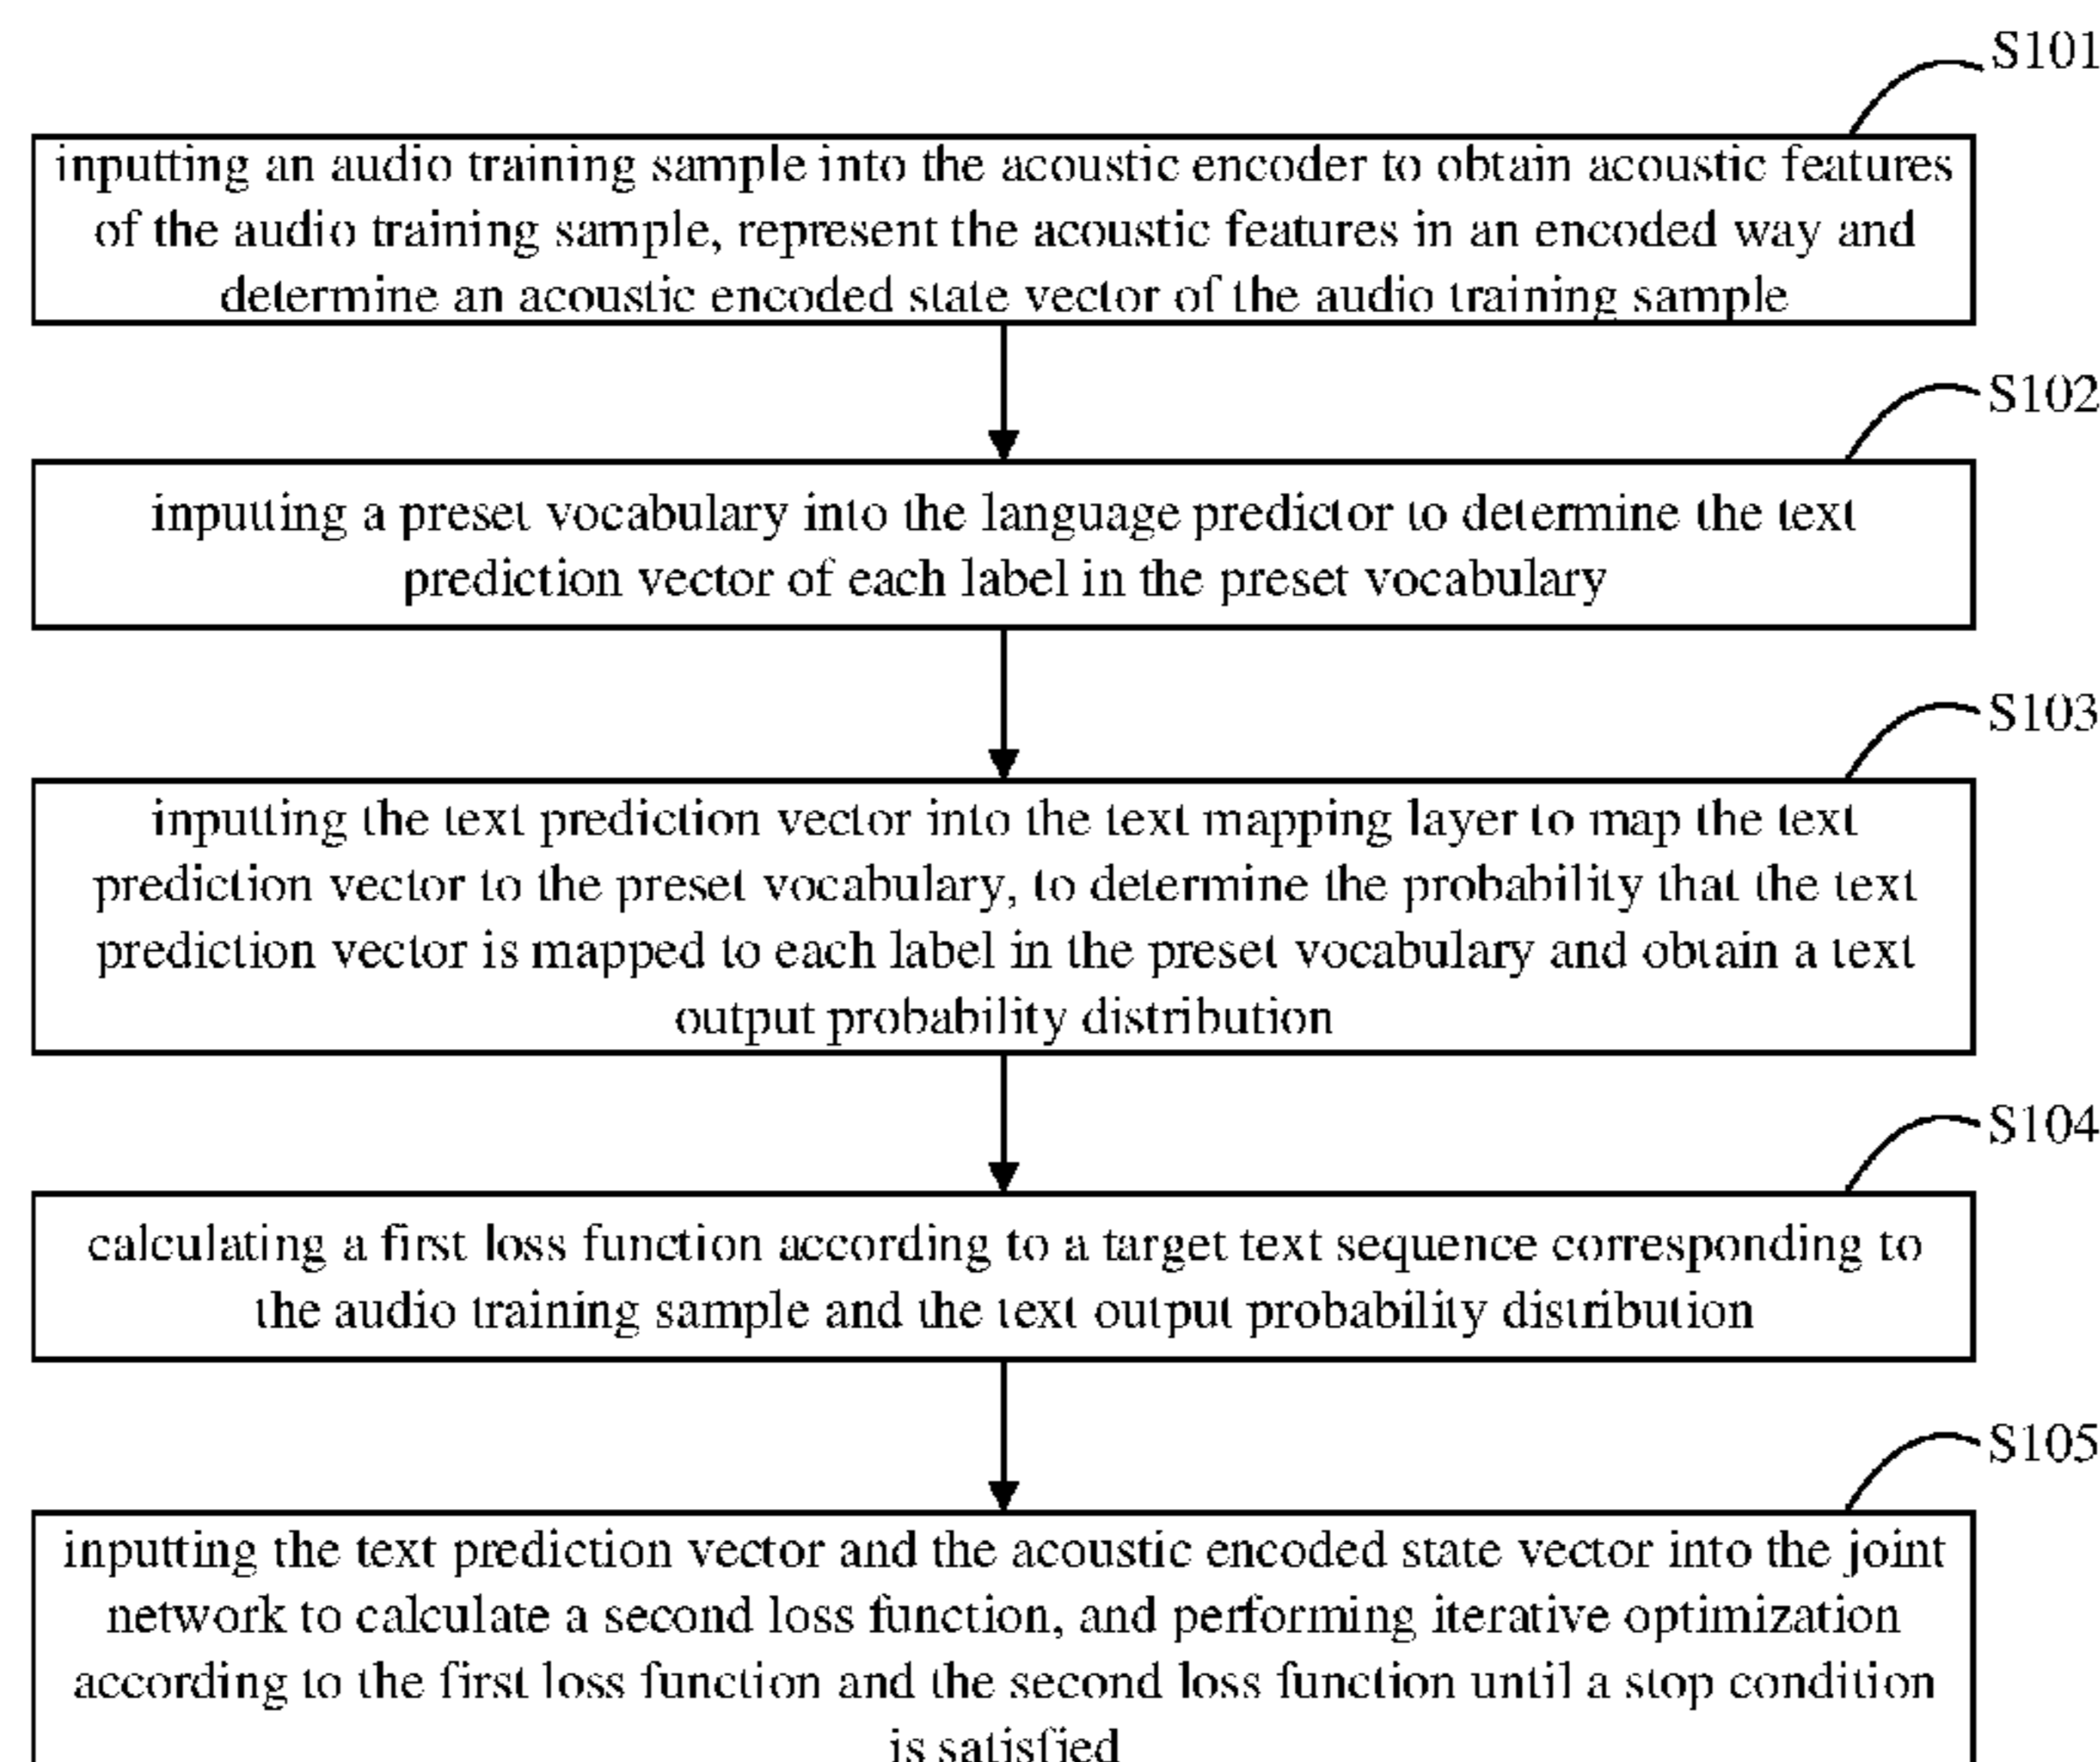 S101
inputting an audio training sample into the acoustic encoder to obtain acoustic features
of the audio training sample, represent the acoustic features in an encoded way and
determine an acoustic encoded state vector of the audio training sample
S102
inputting a preset vocabulary into the language predictor to determine the text
prediction vector of each label in the preset vocabulary
S103
inputting the text prediction vector into the text mapping layer to map the text
prediction vector to the preset vocabulary, to determine the probability that the text
prediction vector is mapped to each label in the preset vocabulary and obtain a text
output probability distribution
S104
calculating a first loss function according to a target text sequence corresponding to
the audio training sample and the text output probability distribution
S105
inputting the text prediction vector and the acoustic encoded state vector into the joint
network to calculate a second loss function, and performing iterative optimization
according to the first loss function and the second loss function until a stop condition
is satisfied